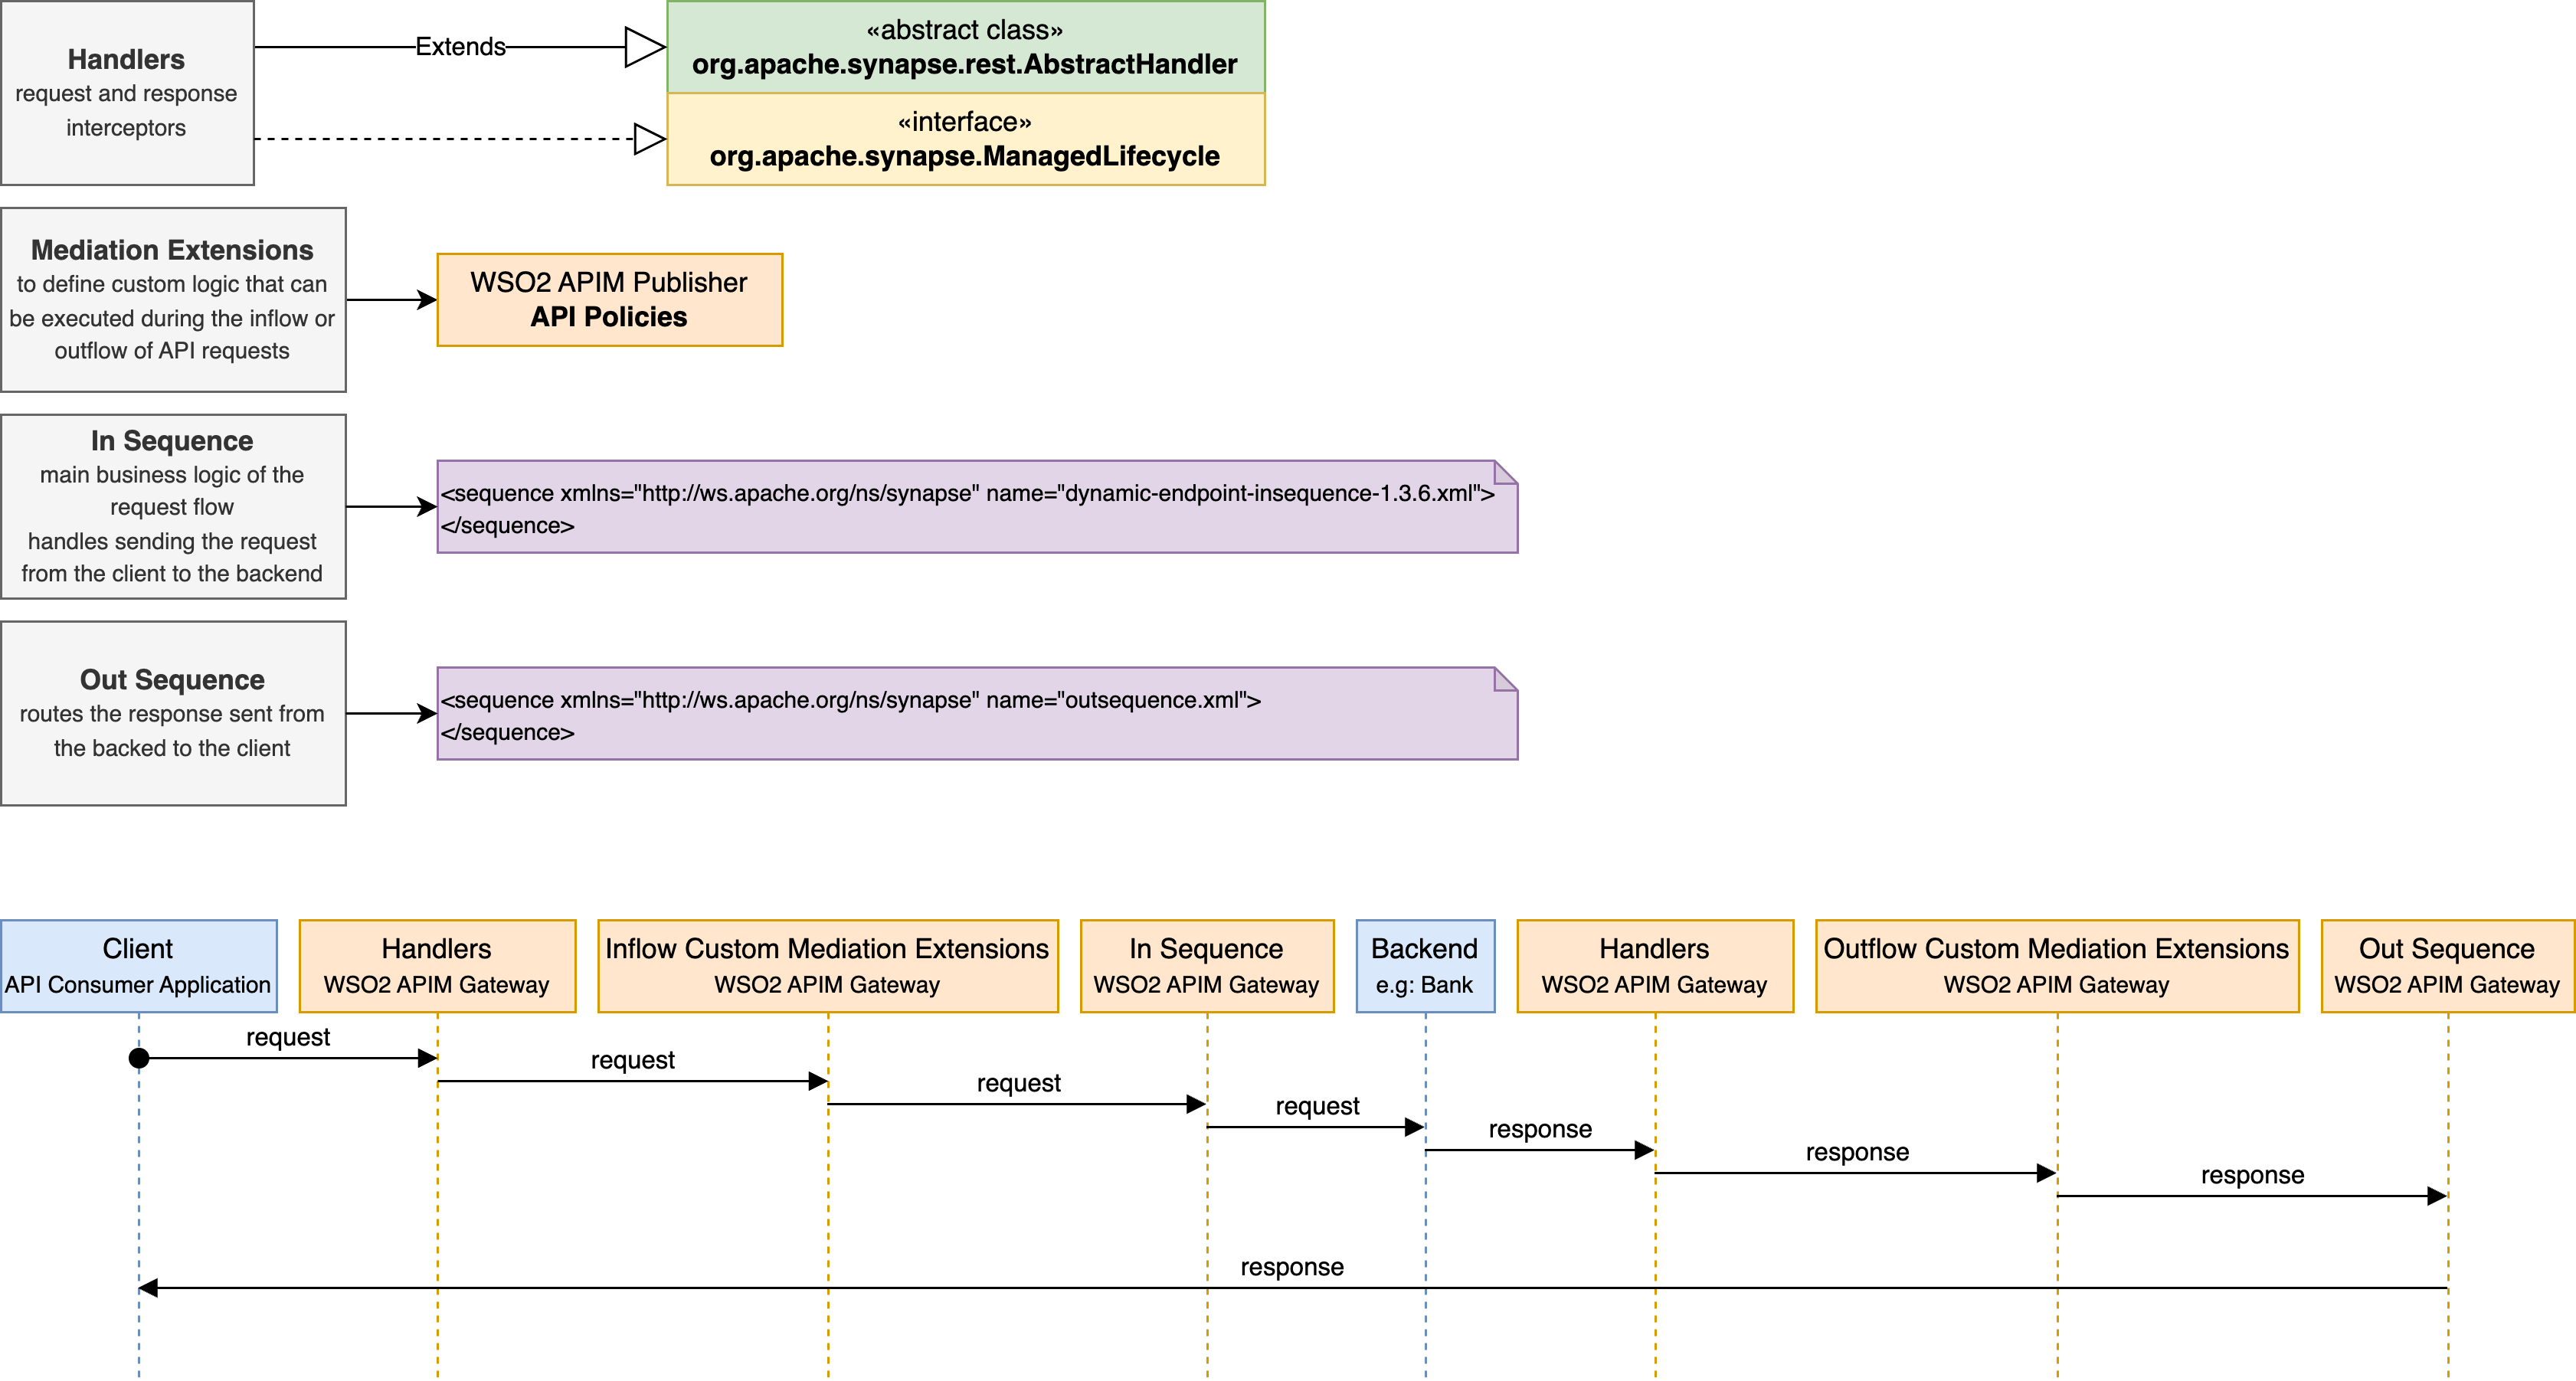 Handlers
request and response
interceptors
Extends
«abstract class»
org.apache.synapse.rest.AbstractHandler
«interface»
org.apache.synapse.ManagedLifecycle
Mediation Extensions
to define custom logic that can
be executed during the inflow or
outflow of API requests
WSO2 APIM Publisher
API Policies
In Sequence
main business logic of the
request flow
handles sending the request
from the client to the backend
<sequence xmlns="http://ws.apache.org/ns/synapse" name="dynamic-endpoint-insequence-1.3.6.xml">
</sequence>
Out Sequence
routes the response sent from
the backed to the client
<sequence xmlns="http://ws.apache.org/ns/synapse" name="outsequence.xml">
</sequence>
Client
API Consumer Application
Handlers
WSO2 APIM Gateway
Inflow Custom Mediation Extensions
WSO2 APIM Gateway
In Sequence
WSO2 APIM Gateway
Backend
e.g: Bank
Handlers
WSO2 APIM Gateway
Outflow Custom Mediation Extensions
WSO2 APIM Gateway
Out Sequence
WSO2 APIM Gateway
request
request
request
request
response
response
response
response